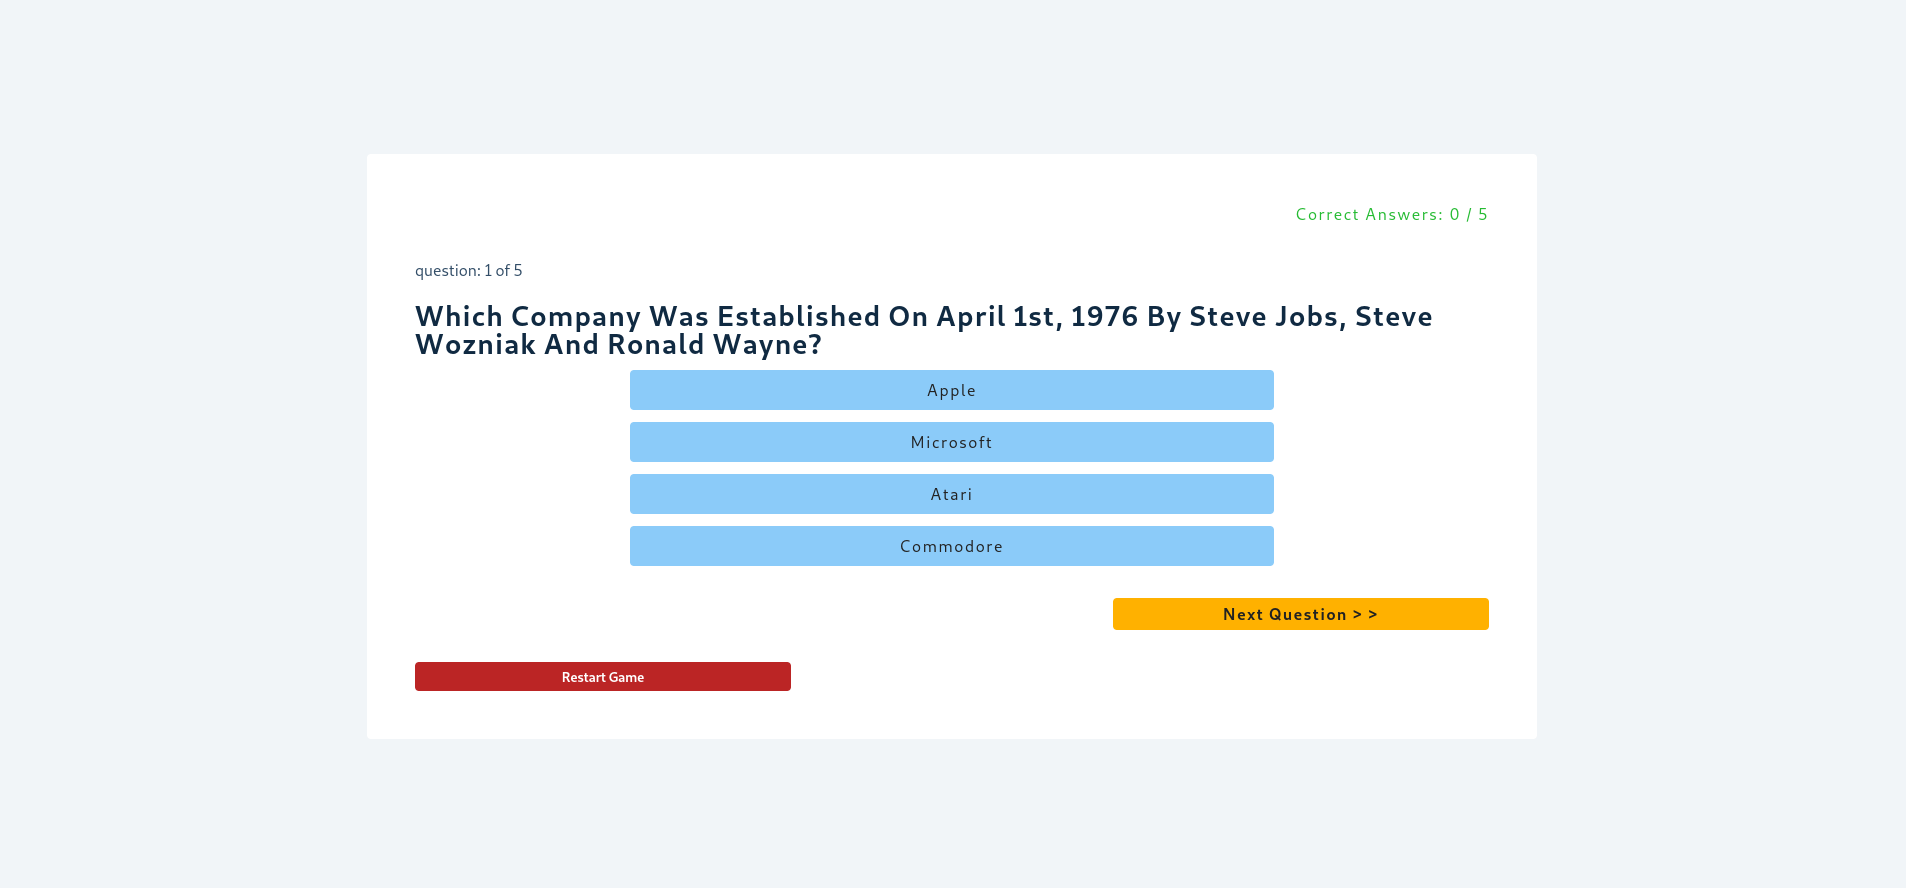 Correct Answers: 0 / 5
question: 1 of 5
Which Company Was Established On April 1st, 1976 By Steve Jobs, Steve
Wozniak And Ronald Wayne?
Apple
Microsoft
Atari
Commodore
Next Question > >
Restart Game